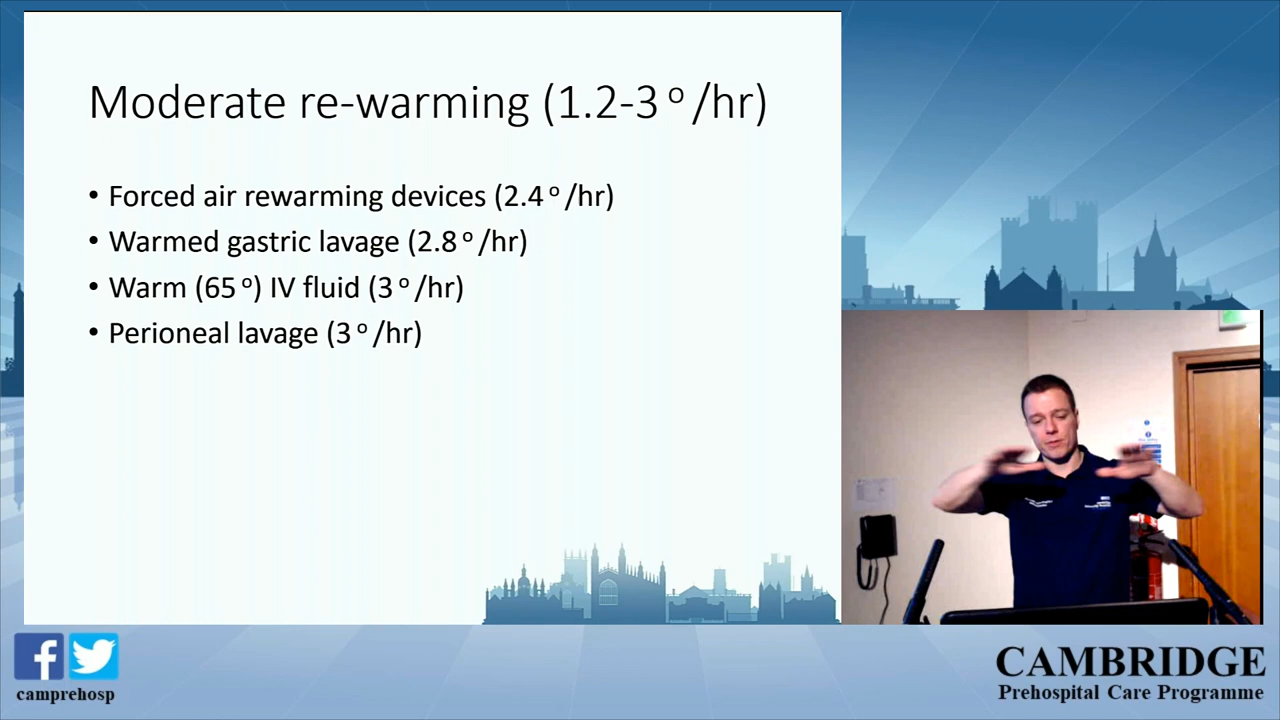 Moderate re-warming (1.2-3 º /hr)
• Forced air rewarming devices (2.4 º /hr)
• Warmed gastric lavage (2.8 º /hr)
• Warm (65 º) IV fluid (3 º /hr)
• Perioneal lavage (3 º /hr)
camprehosp
CAMBRIDGE
Prehospital Care Programme